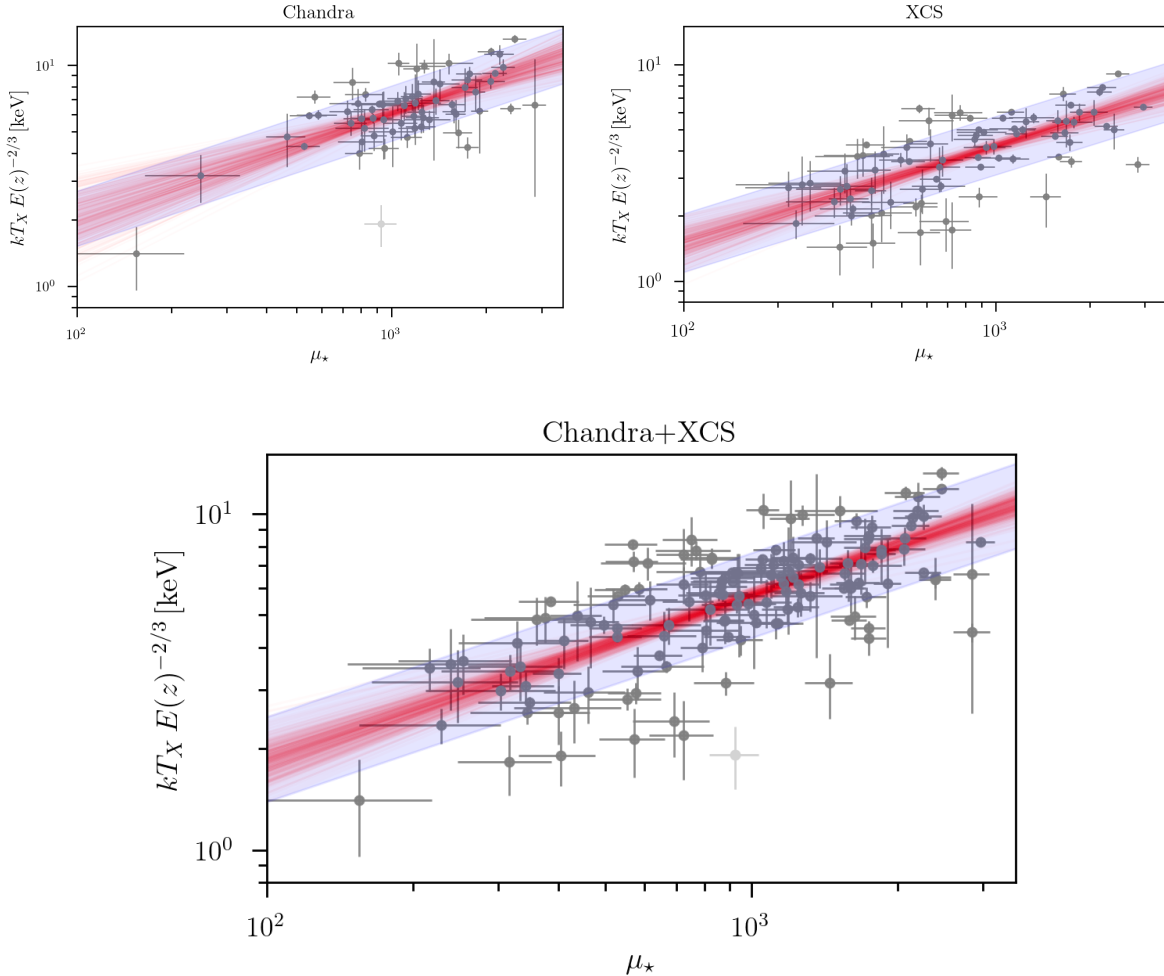 Chandra
kT_X E(z)^{-2/3} [keV]
10^1
10^0
10^2
10^3
μ⋆
XCS
kT_X E(z)^{-2/3} [keV]
10^1
10^0
10^2
10^3
μ⋆
Chandra+XCS
kT_X E(z)^{-2/3} [keV]
10^1
10^0
10^2
10^3
μ⋆